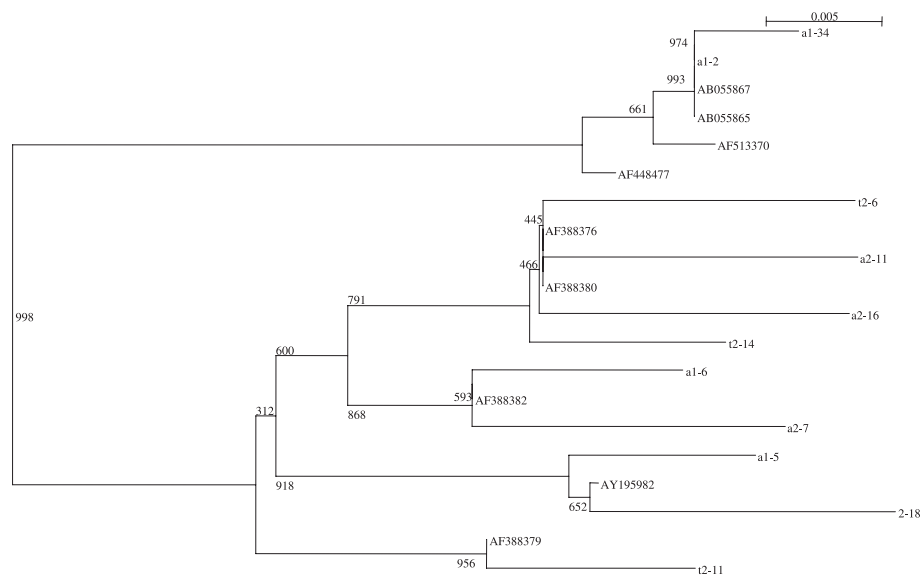 0.005
a1-34
974
a1-2
993
AB055867
661
AB055865
AF513370
AF448477
t2-6
445
AF388376
a2-11
466
AF388380
791
a2-16
998
t2-14
600
a1-6
593
AF388382
312
868
a2-7
a1-5
918
AY195982
652
2-18
AF388379
956
t2-11